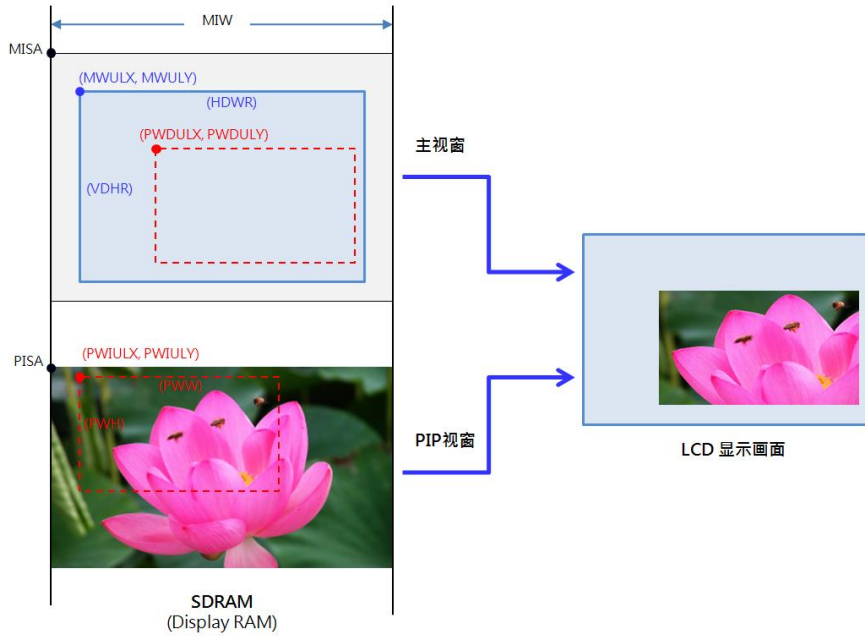 MIW
MISA
(MWULX, MWULY)
(HDWR)
(PWDULX, PWDULY)
(VDHR)
主视窗
PISA
(PWIULX, PWIULY)
(PWW)
(PWH)
PIP视窗
LCD 显示画面
SDRAM
(Display RAM)